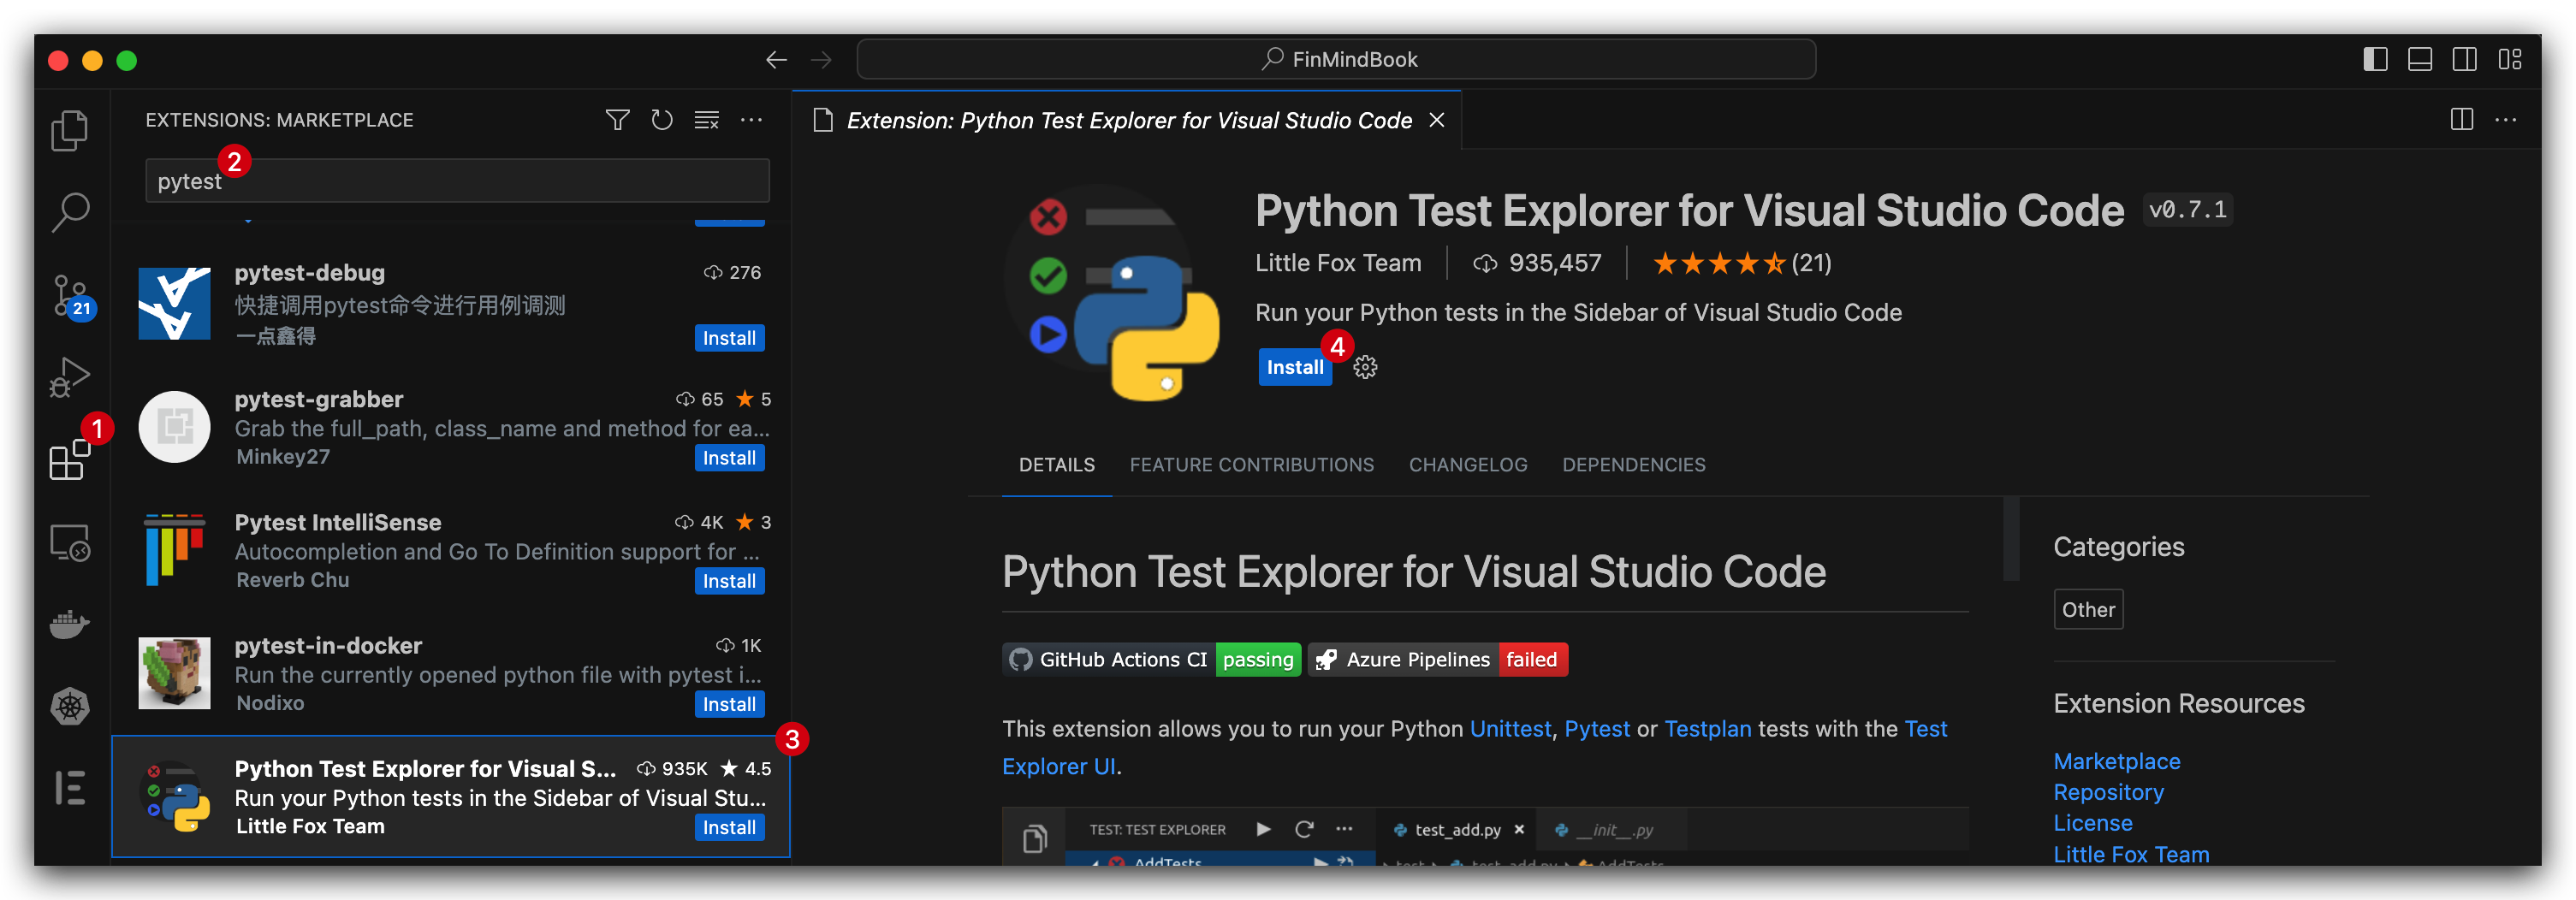 FinMindBook
EXTENSIONS: MARKETPLACE
2
pytest
21
1
pytest-debug
276
快捷调用pytest命令进行用例调测
一点鑫得
Install
pytest-grabber
65
5
Grab the full_path, class_name and method for ea...
Minkey27
Install
Pytest IntelliSense
4K
3
Autocompletion and Go To Definition support for ...
Reverb Chu
Install
pytest-in-docker
1K
Run the currently opened python file with pytest i...
Nodixo
Install
3
Python Test Explorer for Visual S...
935K
4.5
Run your Python tests in the Sidebar of Visual Stu...
Little Fox Team
Install
Extension: Python Test Explorer for Visual Studio Code
Python Test Explorer for Visual Studio Code v0.7.1
Little Fox Team
935,457
(21)
Run your Python tests in the Sidebar of Visual Studio Code
4
Install
DETAILS
FEATURE CONTRIBUTIONS
CHANGELOG
DEPENDENCIES
Python Test Explorer for Visual Studio Code
GitHub Actions CI passing
Azure Pipelines failed
This extension allows you to run your Python Unittest, Pytest or Testplan tests with the Test
Explorer UI.
TEST: TEST EXPLORER
test_add.py
__init__.py
AddTests
test
test_add.py
AddTests
Categories
Other
Extension Resources
Marketplace
Repository
License
Little Fox Team